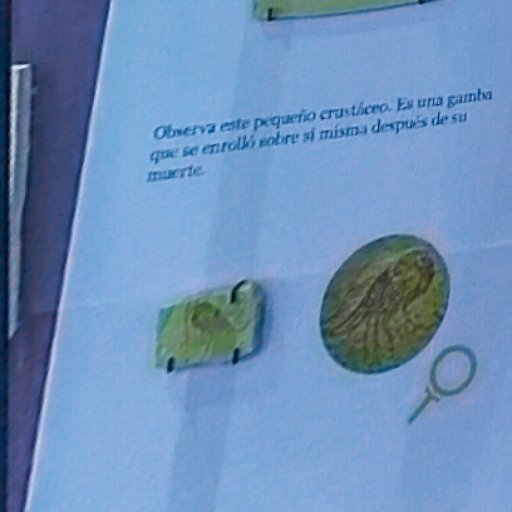 Observa este pequeño crustáceo. Es una gamba
que se enrolló sobre sí misma después de su
muerte.